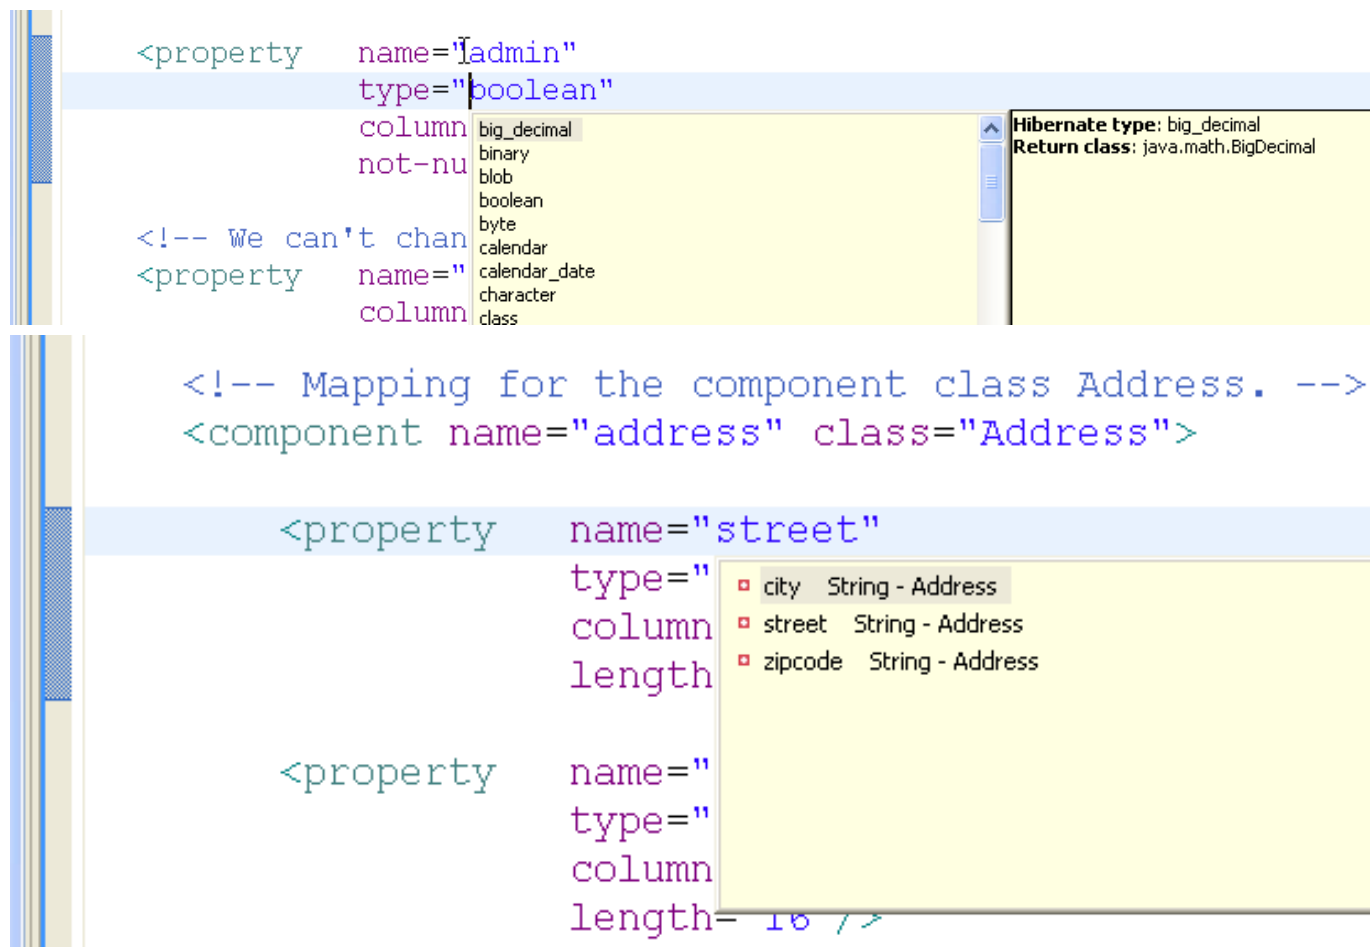 <property name="admin"
type="boolean"
column
not-nu
<!-- We can't chan
<property name="
column
big_decimal
binary
blob
boolean
byte
calendar
calendar_date
character
class
Hibernate type: big_decimal
Return class: java.math.BigDecimal
<!-- Mapping for the component class Address. -->
<component name="address" class="Address">
<property name="street"
type="
column
length
city String - Address
street String - Address
zipcode String - Address
<property name="
type="
column
length="16" />